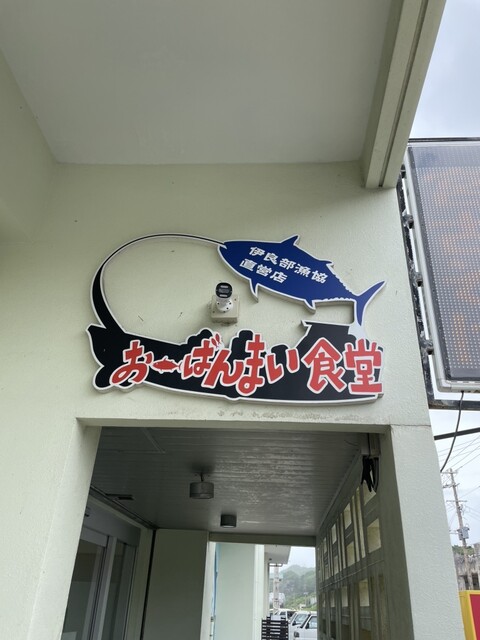 伊良部漁協
直営店
おーばんまい食堂